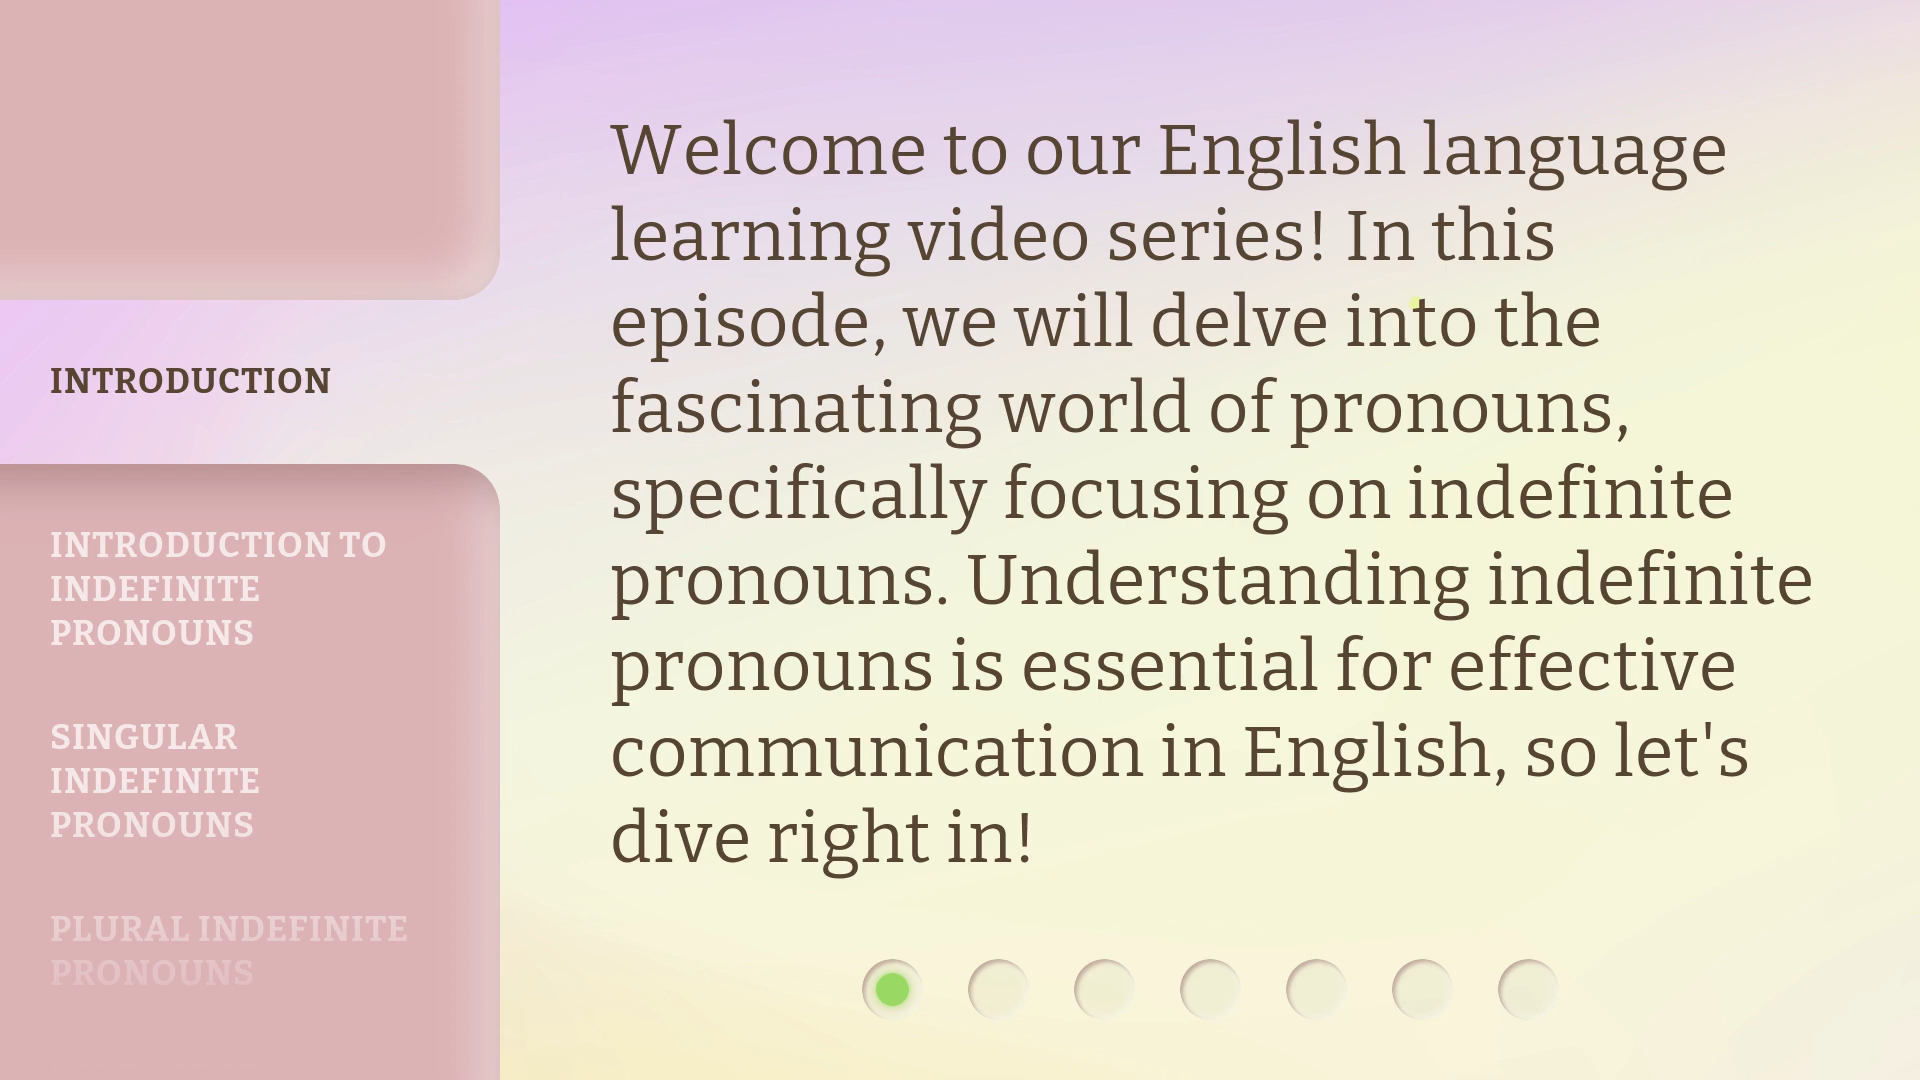 INTRODUCTION
INTRODUCTION TO
INDEFINITE
PRONOUNS
SINGULAR
INDEFINITE
PRONOUNS
PLURAL INDEFINITE
PRONOUNS
Welcome to our English language
learning video series! In this
episode, we will delve into the
fascinating world of pronouns,
specifically focusing on indefinite
pronouns. Understanding indefinite
pronouns is essential for effective
communication in English, so let's
dive right in!